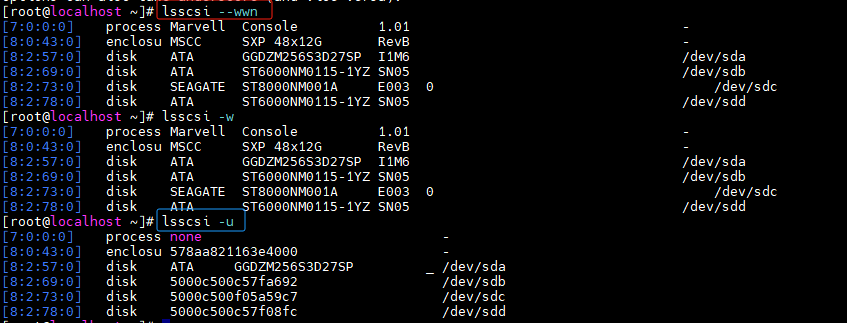 [root@localhost ~]# lsscsi --wwn
[7:0:0:0] process Marvell Console 1.01 -
[8:0:43:0] enclosu MSCC SXP 48x12G RevB -
[8:2:57:0] disk ATA GGDZM256S3D27SP I1M6 /dev/sda
[8:2:69:0] disk ATA ST6000NM0115-1YZ SN05 /dev/sdb
[8:2:73:0] disk SEAGATE ST8000NM001A E003 0 /dev/sdc
[8:2:78:0] disk ATA ST6000NM0115-1YZ SN05 /dev/sdd
[root@localhost ~]# lsscsi -w
[7:0:0:0] process Marvell Console 1.01 -
[8:0:43:0] enclosu MSCC SXP 48x12G RevB -
[8:2:57:0] disk ATA GGDZM256S3D27SP I1M6 /dev/sda
[8:2:69:0] disk ATA ST6000NM0115-1YZ SN05 /dev/sdb
[8:2:73:0] disk SEAGATE ST8000NM001A E003 0 /dev/sdc
[8:2:78:0] disk ATA ST6000NM0115-1YZ SN05 /dev/sdd
[root@localhost ~]# lsscsi -u
[7:0:0:0] process none -
[8:0:43:0] enclosu 578aa821163e4000 -
[8:2:57:0] disk ATA GGDZM256S3D27SP _ /dev/sda
[8:2:69:0] disk 5000c500c57fa692 /dev/sdb
[8:2:73:0] disk 5000c500f05a59c7 /dev/sdc
[8:2:78:0] disk 5000c500c57f08fc /dev/sdd